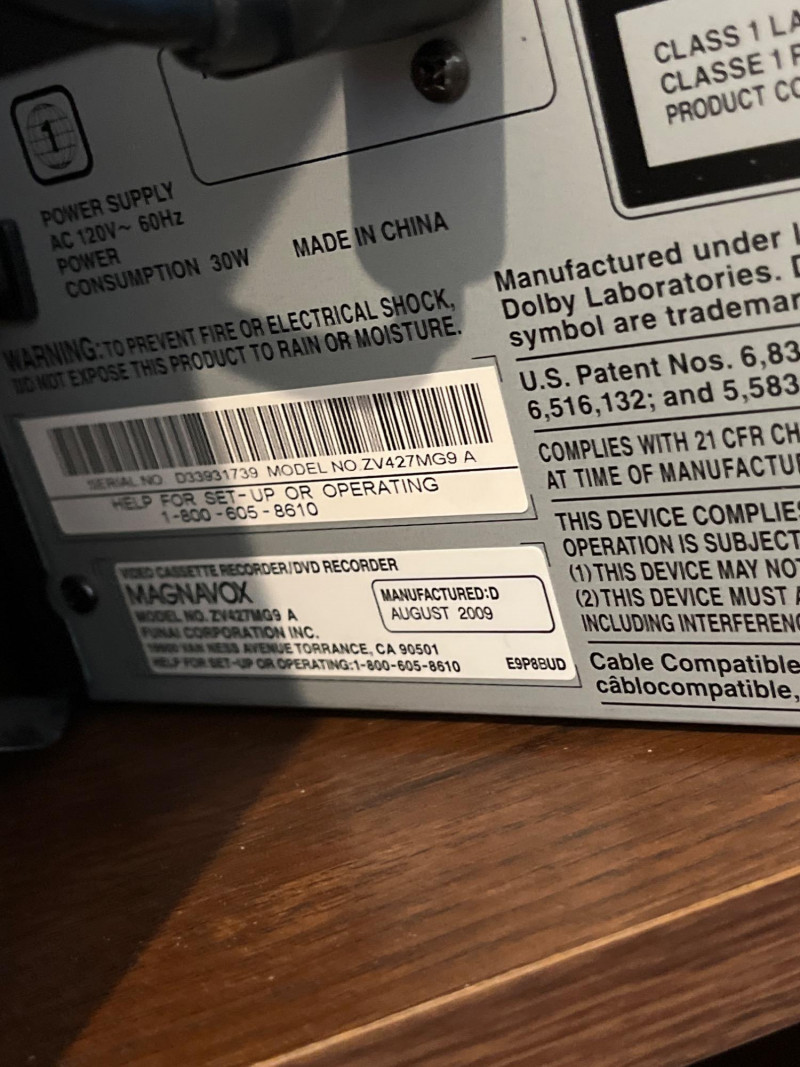 1
POWER SUPPLY
AC 120V~ 60Hz
POWER
CONSUMPTION 30W
MADE IN CHINA
WARNING: TO PREVENT FIRE OR ELECTRICAL SHOCK,
DO NOT EXPOSE THIS PRODUCT TO RAIN OR MOISTURE.
SERIAL NO. D33931739 MODEL NO. ZV427MG9 A
HELP FOR SET-UP OR OPERATING
1-800-605-8610
VIDEO CASSETTE RECORDER/DVD RECORDER
MAGNAVOX
MODEL NO. ZV427MG9 A
FUNAI CORPORATION INC.
19900 VAN NESS AVENUE TORRANCE, CA 90501
HELP FOR SET-UP OR OPERATING:1-800-605-8610
MANUFACTURED:D
AUGUST 2009
E9P8BUD
CLASS 1 LA
CLASSE 1
PRODUCT CO
Manufactured under
Dolby Laboratories. D
symbol are trademar
U.S. Patent Nos. 6,83
6,516,132; and 5,583
COMPLIES WITH 21 CFR CH
AT TIME OF MANUFACTU
THIS DEVICE COMPLIE
OPERATION IS SUBJECT
(1) THIS DEVICE MAY NO
(2) THIS DEVICE MUST A
INCLUDING INTERFEREN
Cable Compatible
câblocompatible,